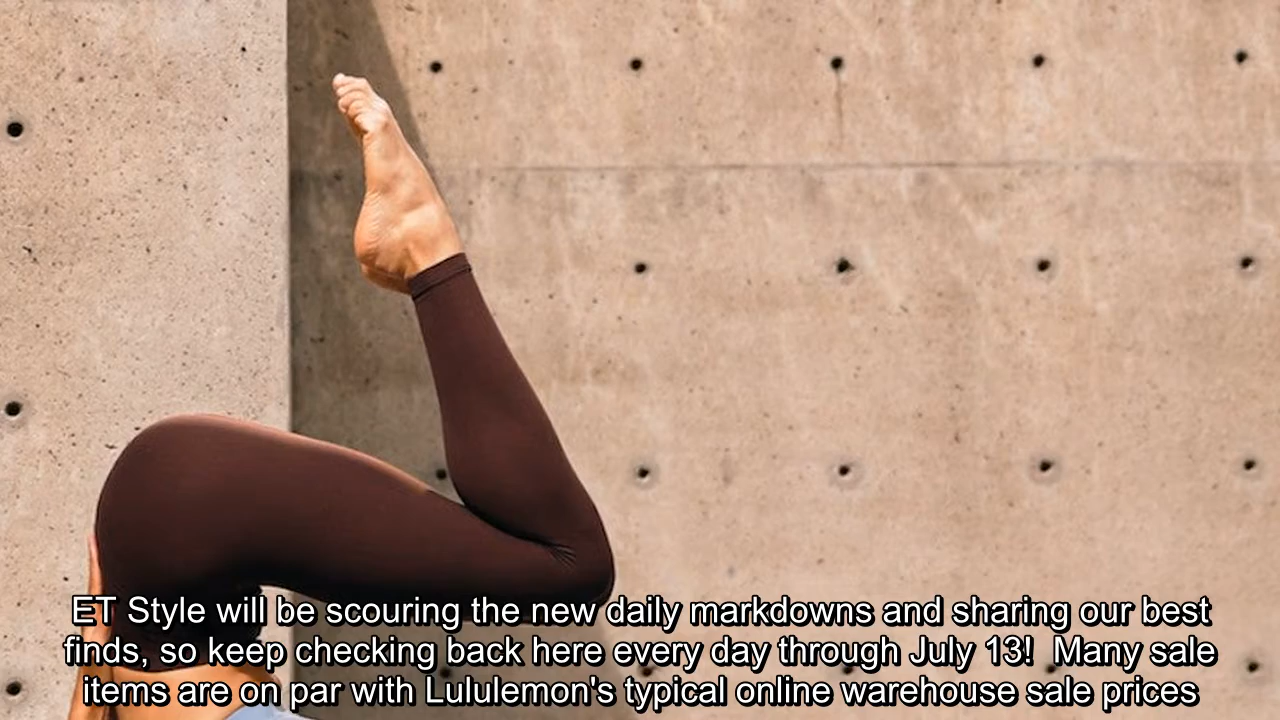 ET Style will be scouring the new daily markdowns and sharing our best
finds, so keep checking back here every day through July 13!  Many sale
items are on par with Lululemon's typical online warehouse sale prices